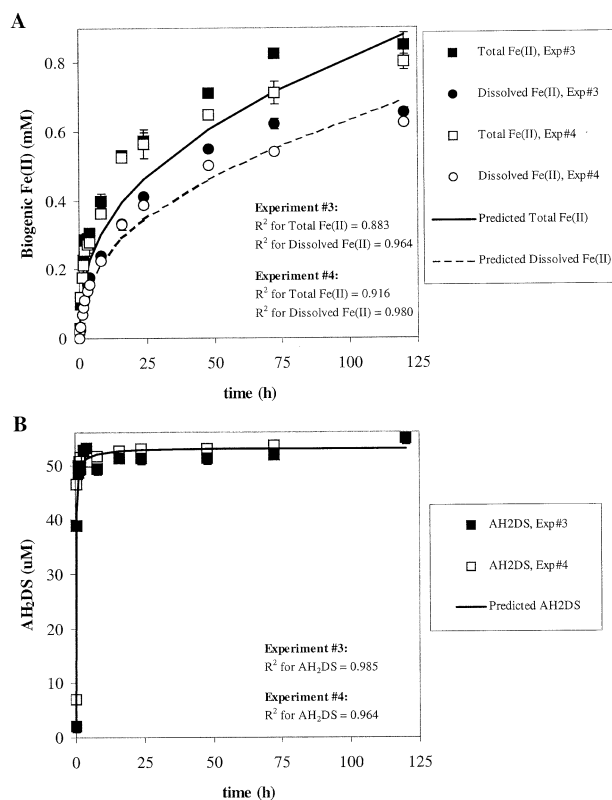 A
0.8
0.6
0.4
0.2
0
Biogenic Fe(II) (mM)
Experiment #3:
R² for Total Fe(II) = 0.883
R² for Dissolved Fe(II) = 0.964
Experiment #4:
R² for Total Fe(II) = 0.916
R² for Dissolved Fe(II) = 0.980
0 25 50 75 100 125
time (h)
Total Fe(II), Exp#3
Dissolved Fe(II), Exp#3
Total Fe(II), Exp#4
Dissolved Fe(II), Exp#4
Predicted Total Fe(II)
Predicted Dissolved Fe(II)
B
50
40
30
20
10
0
AH₂DS (uM)
Experiment #3:
R² for AH₂DS = 0.985
Experiment #4:
R² for AH₂DS = 0.964
0 25 50 75 100 125
time (h)
AH2DS, Exp#3
AH2DS, Exp#4
Predicted AH2DS